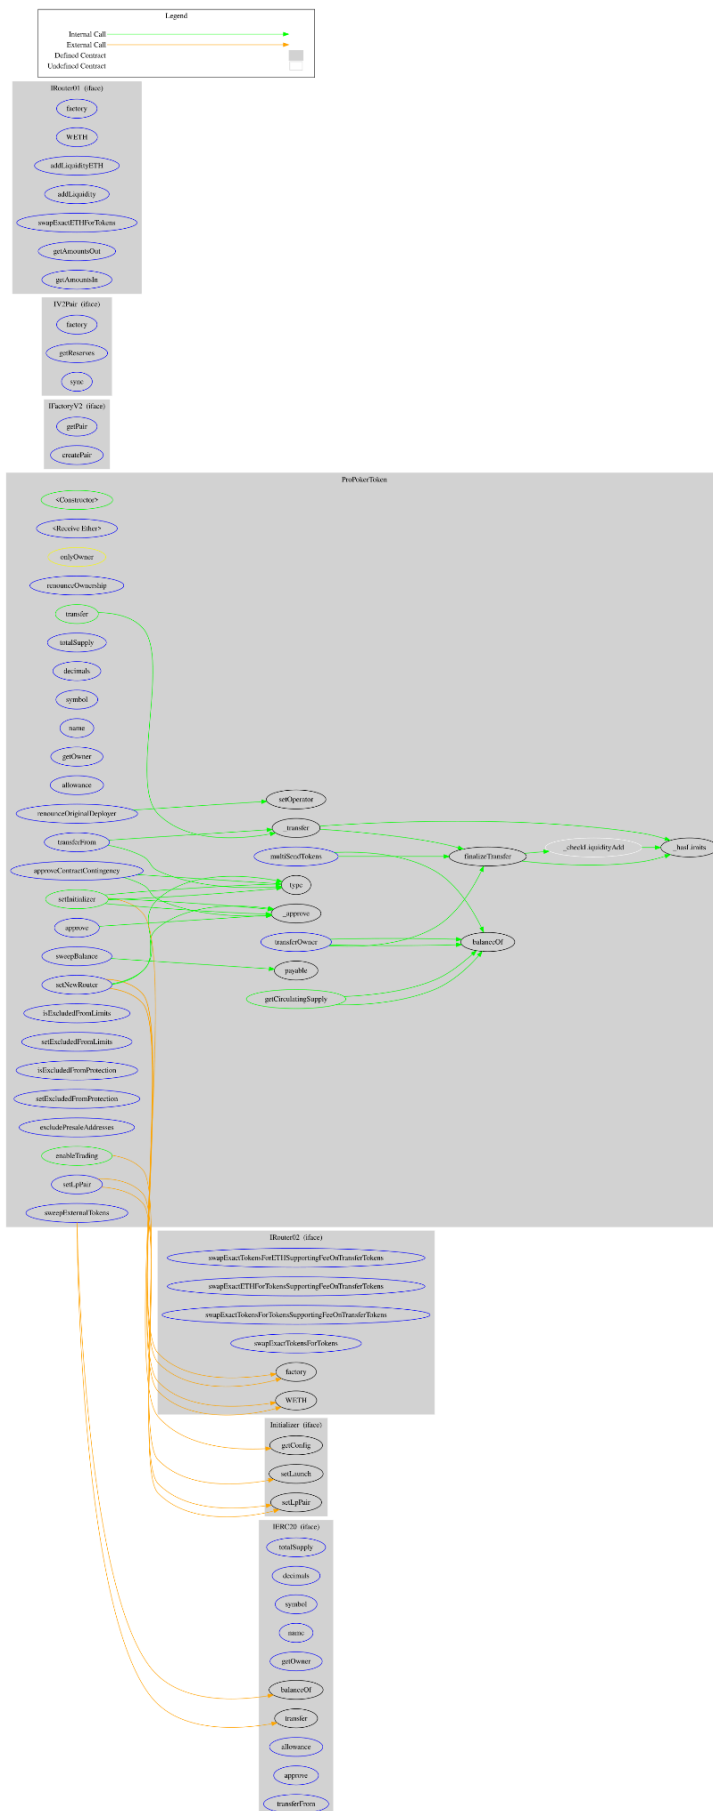 Legend
Internal Call
External Call
Defined Contract
Undefined Contract
IRouter01 (iface)
factory
WETH
addLiquidityETH
addLiquidity
swapExactETHForTokens
getAmountsOut
getAmountsIn
IV2Pair (iface)
factory
getReserves
sync
IFactoryV2 (iface)
getPair
createPair
ProPokerToken
<Constructor>
<Receive Ether>
onlyOwner
renounceOwnership
transfer
totalSupply
decimals
symbol
name
getOwner
allowance
renounceOriginalDeployer
transferFrom
approveContractContingency
setInitializer
approve
sweepBalance
setNewRouter
isExcludedFromLimits
setExcludedFromLimits
isExcludedFromProtection
setExcludedFromProtection
excludePresaleAddresses
enableTrading
setLpPair
sweepExternalTokens
setOperator
_transfer
multiSendTokens
type
_approve
transferOwner
payable
getCirculatingSupply
finalizeTransfer
balanceOf
_checkLiquidityAdd
_hasLimits
IRouter02 (iface)
swapExactTokensForETHSupportingFeeOnTransferTokens
swapExactETHForTokensSupportingFeeOnTransferTokens
swapExactTokensForTokensSupportingFeeOnTransferTokens
swapExactTokensForTokens
factory
WETH
Initializer (iface)
getConfig
setLaunch
setLpPair
IERC20 (iface)
totalSupply
decimals
symbol
name
getOwner
balanceOf
transfer
allowance
approve
transferFrom